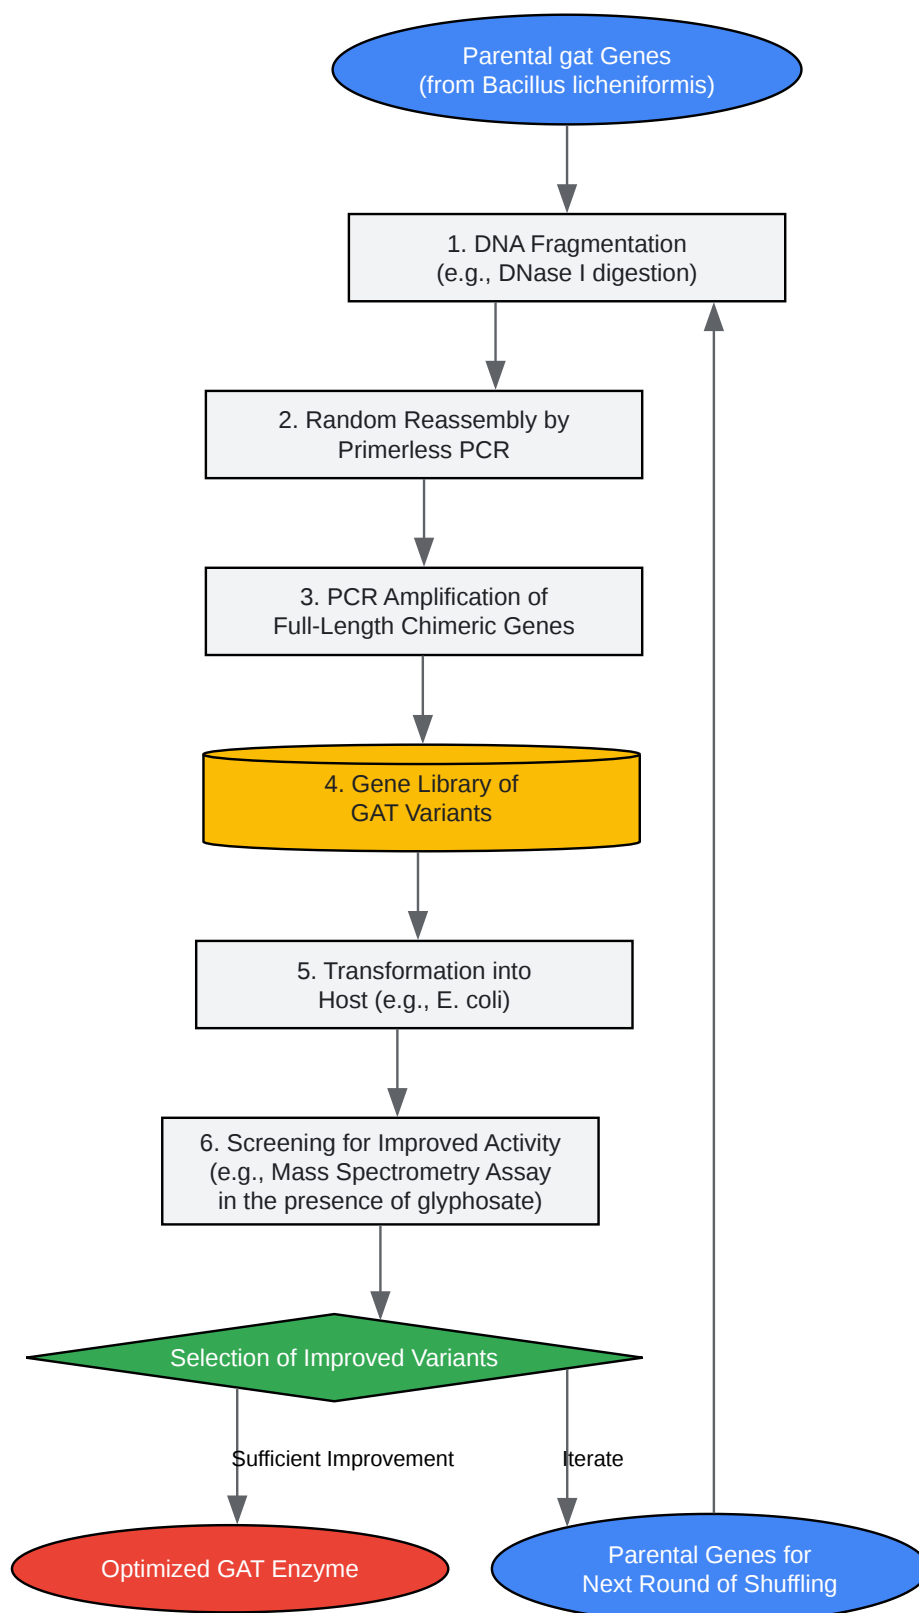 Parental gat Genes
(from Bacillus licheniformis)
1. DNA Fragmentation
(e.g., DNase I digestion)
2. Random Reassembly by
Primerless PCR
3. PCR Amplification of
Full-Length Chimeric Genes
4. Gene Library of
GAT Variants
5. Transformation into
Host (e.g., E. coli)
6. Screening for Improved Activity
(e.g., Mass Spectrometry Assay
in the presence of glyphosate)
Selection of Improved Variants
Sufficient Improvement
Iterate
Optimized GAT Enzyme
Parental Genes for
Next Round of Shuffling